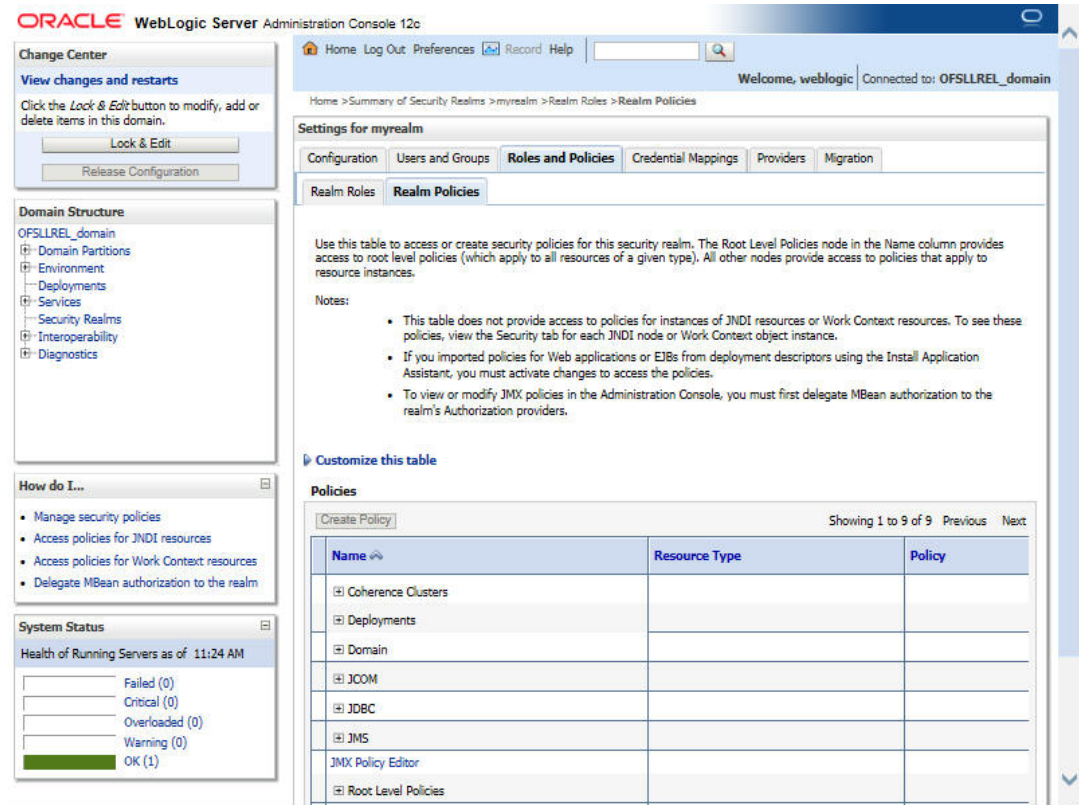 ORACLE WebLogic Server Administration Console 12c
Change Center
View changes and restarts
Click the Lock & Edit button to modify, add or
delete items in this domain.
Lock & Edit
Release Configuration
Domain Structure
OFSLLREL_domain
Domain Partitions
Environment
Deployments
Services
Security Realms
Interoperability
Diagnostics
How do I...
Manage security policies
Access policies for JNDI resources
Access policies for Work Context resources
Delegate MBean authorization to the realm
System Status
Health of Running Servers as of 11:24 AM
Failed (0)
Critical (0)
Overloaded (0)
Warning (0)
OK (1)
Home Log Out Preferences Record Help
Welcome, weblogic Connected to: OFSLLREL_domain
Home >Summary of Security Realms >myrealm >Realm Roles >Realm Policies
Settings for myrealm
Configuration Users and Groups Roles and Policies Credential Mappings Providers Migration
Realm Roles Realm Policies
Use this table to access or create security policies for this security realm. The Root Level Policies node in the Name column provides
access to root level policies (which apply to all resources of a given type). All other nodes provide access to policies that apply to
resource instances.
Notes:
• This table does not provide access to policies for instances of JNDI resources or Work Context resources. To see these
policies, view the Security tab for each JNDI node or Work Context object instance.
• If you imported policies for Web applications or EJBs from deployment descriptors using the Install Application
Assistant, you must activate changes to access the policies.
• To view or modify JMX policies in the Administration Console, you must first delegate MBean authorization to the
realm's Authorization providers.
Customize this table
Policies
Create Policy Showing 1 to 9 of 9 Previous Next
Name Resource Type Policy
Coherence Clusters
Deployments
Domain
JCOM
JDBC
JMS
JMX Policy Editor
Root Level Policies